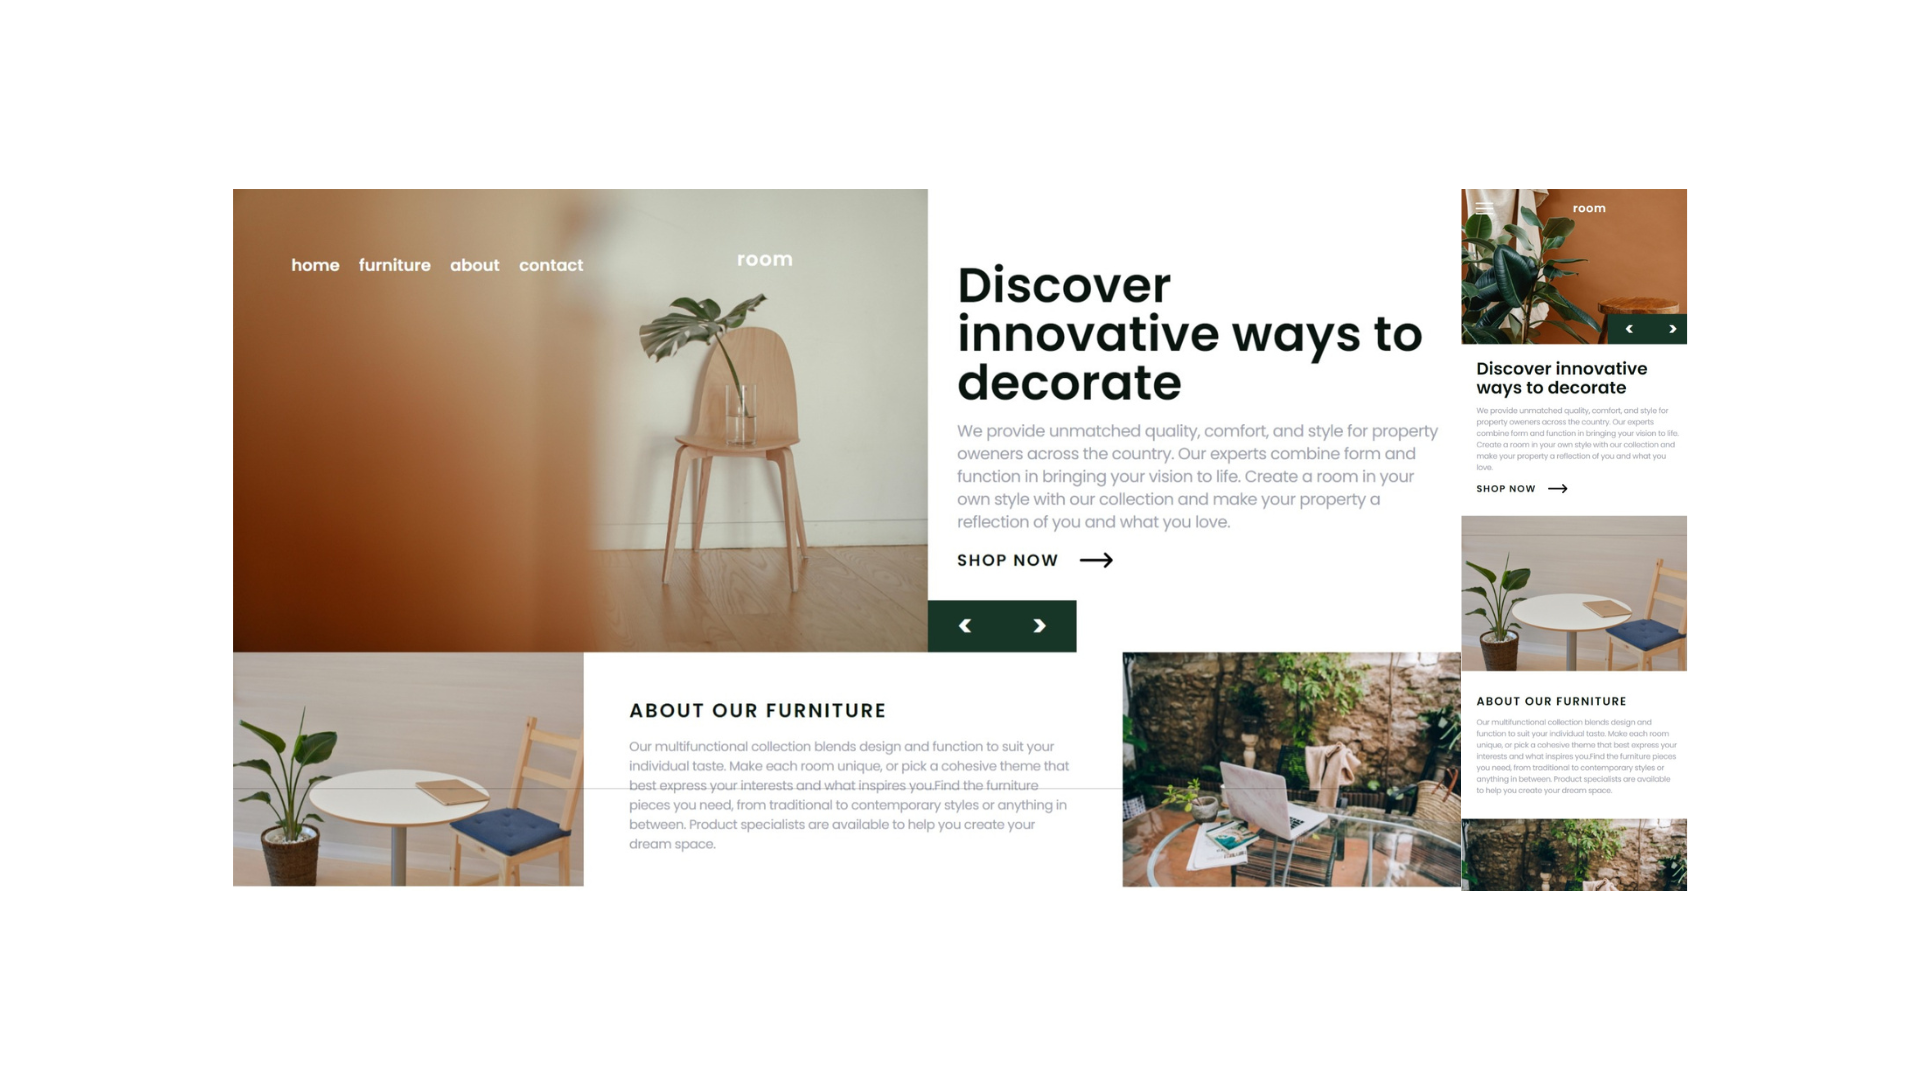 home furniture about contact
room
Discover
innovative ways to
decorate
We provide unmatched quality, comfort, and style for property
oweners across the country. Our experts combine form and
function in bringing your vision to life. Create a room in your
own style with our collection and make your property a
reflection of you and what you love.
SHOP NOW
ABOUT OUR FURNITURE
Our multifunctional collection blends design and function to suit your
individual taste. Make each room unique, or pick a cohesive theme that
best express your interests and what inspires you.Find the furniture
pieces you need, from traditional to contemporary styles or anything in
between. Product specialists are available to help you create your
dream space.
room
Discover innovative
ways to decorate
We provide unmatched quality, comfort, and style for
property oweners across the country. Our experts
combine form and function in bringing your vision to life.
Create a room in your own style with our collection and
make your property a reflection of you and what you
love.
SHOP NOW
ABOUT OUR FURNITURE
Our multifunctional collection blends design and
function to suit your individual taste. Make each room
unique, or pick a cohesive theme that best express your
interests and what inspires you.Find the furniture pieces
you need, from traditional to contemporary styles or
anything in between. Product specialists are available
to help you create your dream space.